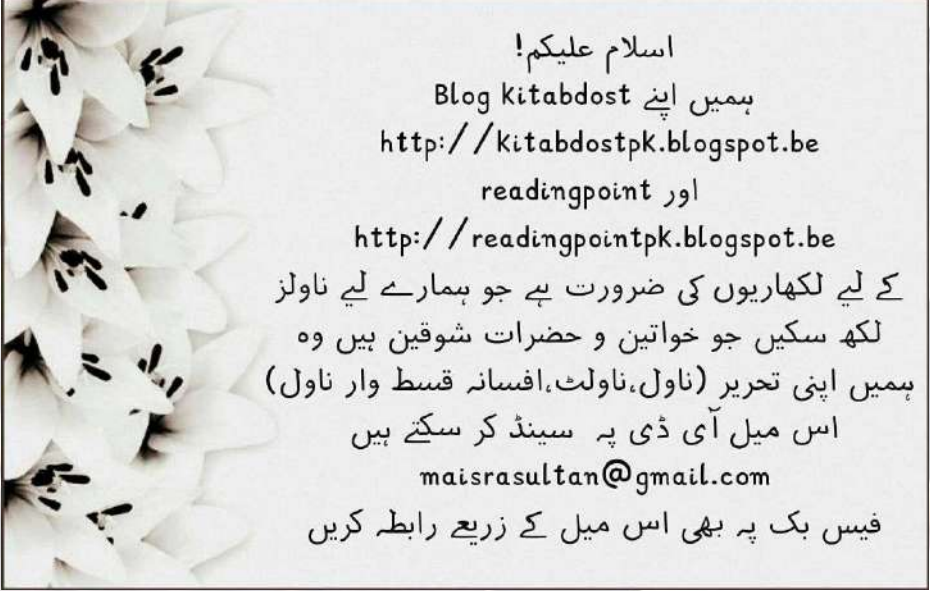 اسلام علیکم!
ہمیں اپنے Blog kitabdost
http://kitabdostpk.blogspot.be
اور readingpoint
http://readingpointpk.blogspot.be
کے لیے لکھاریوں کی ضرورت ہے جو ہمارے لیے ناولز
لکھ سکیں جو خواتین و حضرات شوقین ہیں وہ
ہمیں اپنی تحریر (ناول،ناولٹ،افسانہ قسط وار ناول)
اس میل آی ڈی پہ سینڈ کر سکتے ہیں
maisrasultan@gmail.com
فیس بک پہ بھی اس میل کے زریعے رابطہ کریں